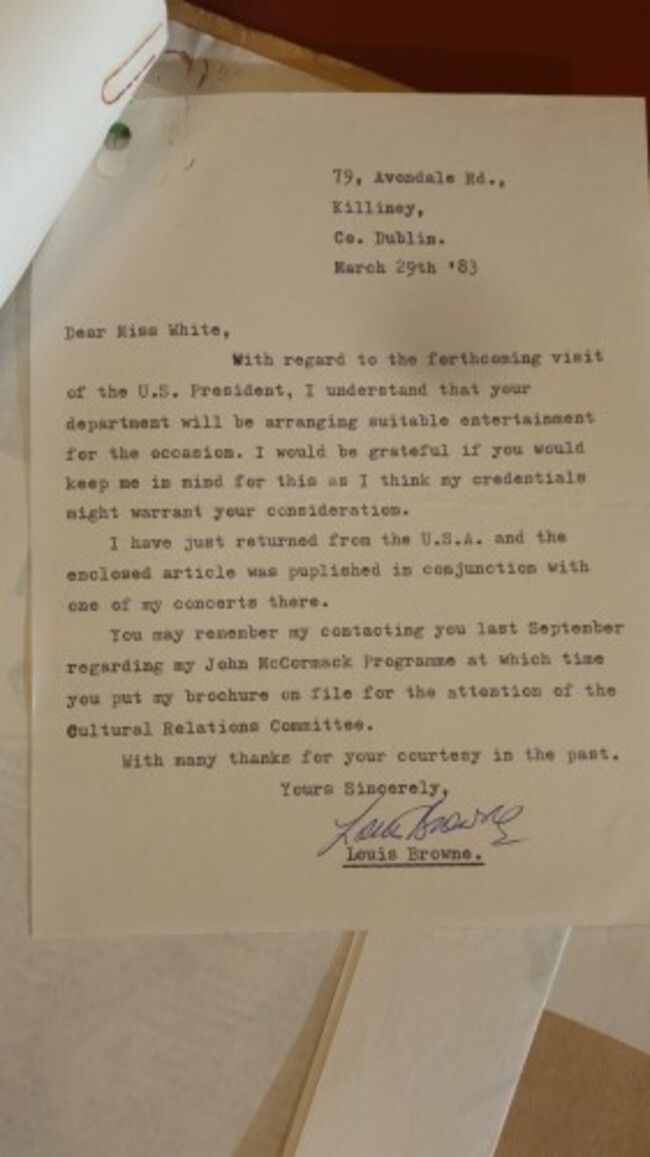 79, Avondale Rd.,
Killiney,
Co. Dublin.
March 29th '83
Dear Miss White,
With regard to the forthcoming visit
of the U.S. President, I understand that your
department will be arranging suitable entertainment
for the occasion. I would be grateful if you would
keep me in mind for this as I think my credentials
might warrant your consideration.
I have just returned from the U.S.A. and the
enclosed article was puplished in conjunction with
one of my concerts there.
You may remember my contacting you last September
regarding my John McCormack Programme at which time
you put my brochure on file for the attention of the
Cultural Relations Committee.
With many thanks for your courtesy in the past.
Yours Sincerely,
Louis Browne
Louis Browne.